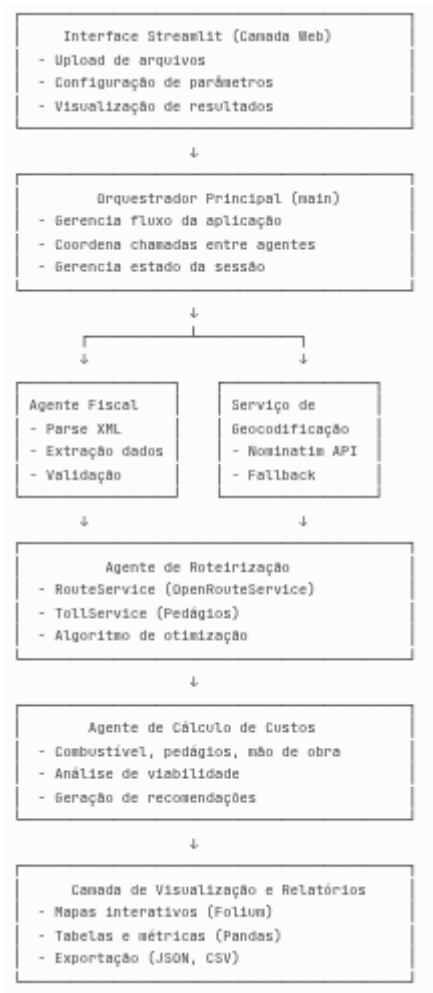 Interface Streamlit (Camada Web)
- Upload de arquivos
- Configuração de parâmetros
- Visualização de resultados
↓
Orquestrador Principal (main)
- Gerencia fluxo da aplicação
- Coordena chamadas entre agentes
- Gerencia estado da sessão
↓
↓ ↓
Agente Fiscal
- Parse XML
- Extração dados
- Validação
Serviço de
Geocodificação
- Nominatim API
- Fallback
↓ ↓
Agente de Roteirização
- RouteService (OpenRouteService)
- TollService (Pedágios)
- Algoritmo de otimização
↓
Agente de Cálculo de Custos
- Combustível, pedágios, mão de obra
- Análise de viabilidade
- Geração de recomendações
↓
Camada de Visualização e Relatórios
- Mapas interativos (Folium)
- Tabelas e métricas (Pandas)
- Exportação (JSON, CSV)